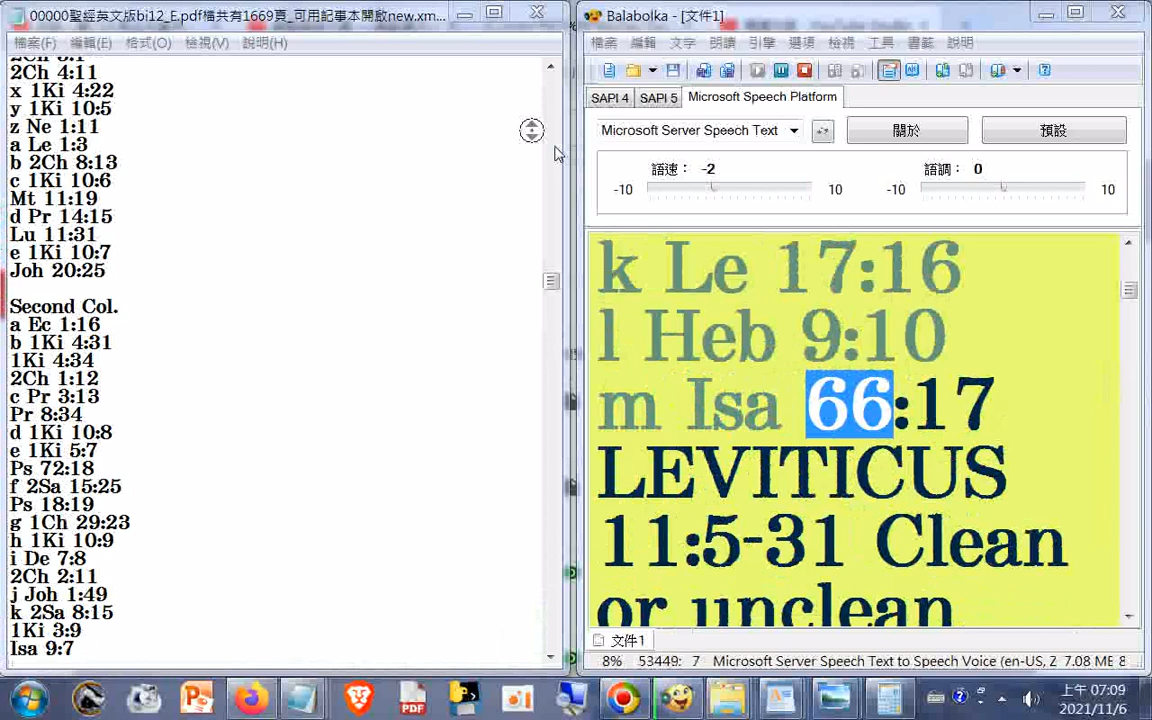 00000聖經英文版bi12_E.pdf檔共有1669頁_可用記事本開啟new.xm...
檔案(F) 編輯(E) 格式(O) 檢視(V) 說明(H)
2Ch 4:11
x 1Ki 4:22
y 1Ki 10:5
z Ne 1:11
a Le 1:3
b 2Ch 8:13
c 1Ki 10:6
Mt 11:19
d Pr 14:15
Lu 11:31
e 1Ki 10:7
Joh 20:25
Second Col.
a Ec 1:16
b 1Ki 4:31
1Ki 4:34
2Ch 1:12
c Pr 3:13
Pr 8:34
d 1Ki 10:8
e 1Ki 5:7
Ps 72:18
f 2Sa 15:25
Ps 18:19
g 1Ch 29:23
h 1Ki 10:9
i De 7:8
2Ch 2:11
j Joh 1:49
k 2Sa 8:15
1Ki 3:9
Isa 9:7
Balabolka - [文件1]
檔案 編輯 文字 朗讀 引擎 選項 檢視 工具 書籤 說明
SAPI 4 SAPI 5 Microsoft Speech Platform
Microsoft Server Speech Text 關於 預設
語速： -2 語調： 0
-10 10 -10 10
k Le 17:16
l Heb 9:10
m Isa 66:17
LEVITICUS
11:5-31 Clean
or unclean
文件1
8% 53449: 7 Microsoft Server Speech Text to Speech Voice (en-US, Z 7.08 ME 8
上午 07:09
2021/11/6